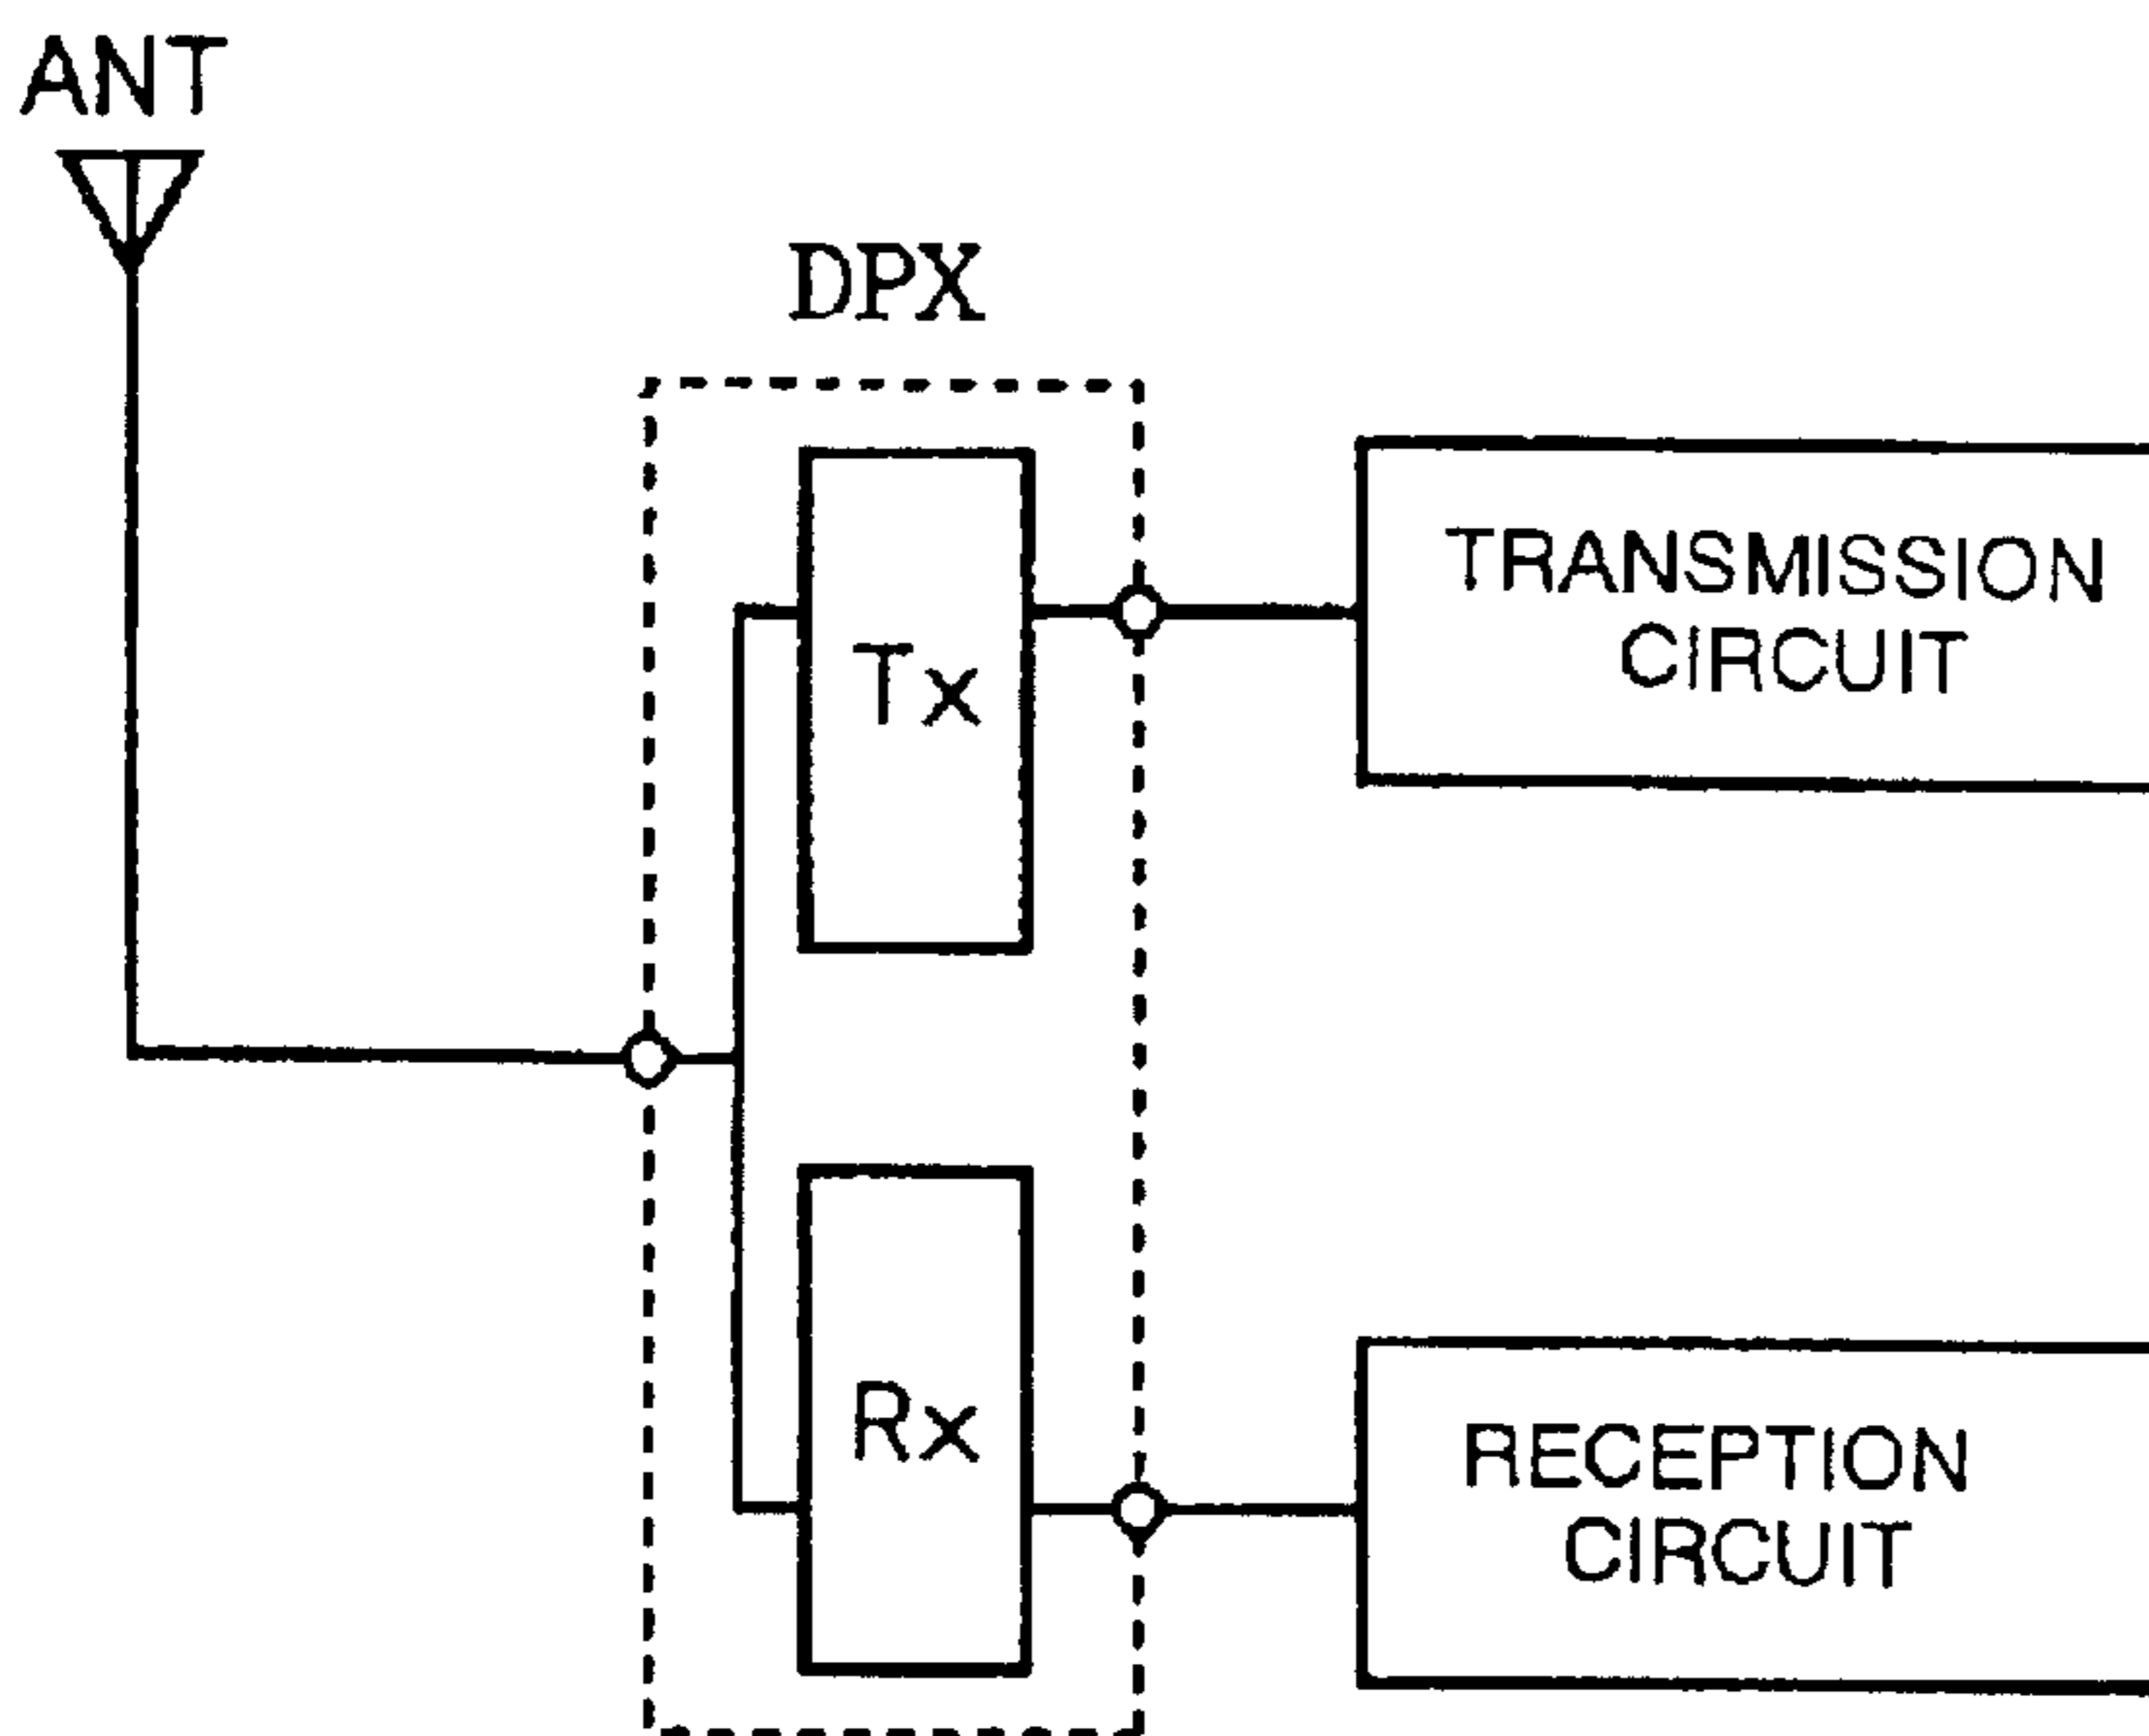 ANT
DPX
Tx
TRANSMISSION
CIRCUIT
Rx
RECEPTION
CIRCUIT